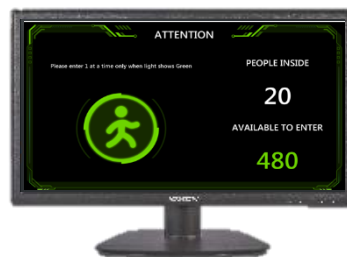 ATTENTION
Please enter 1 at a time only when light shows Green
PEOPLE INSIDE
20
AVAILABLE TO ENTER
480